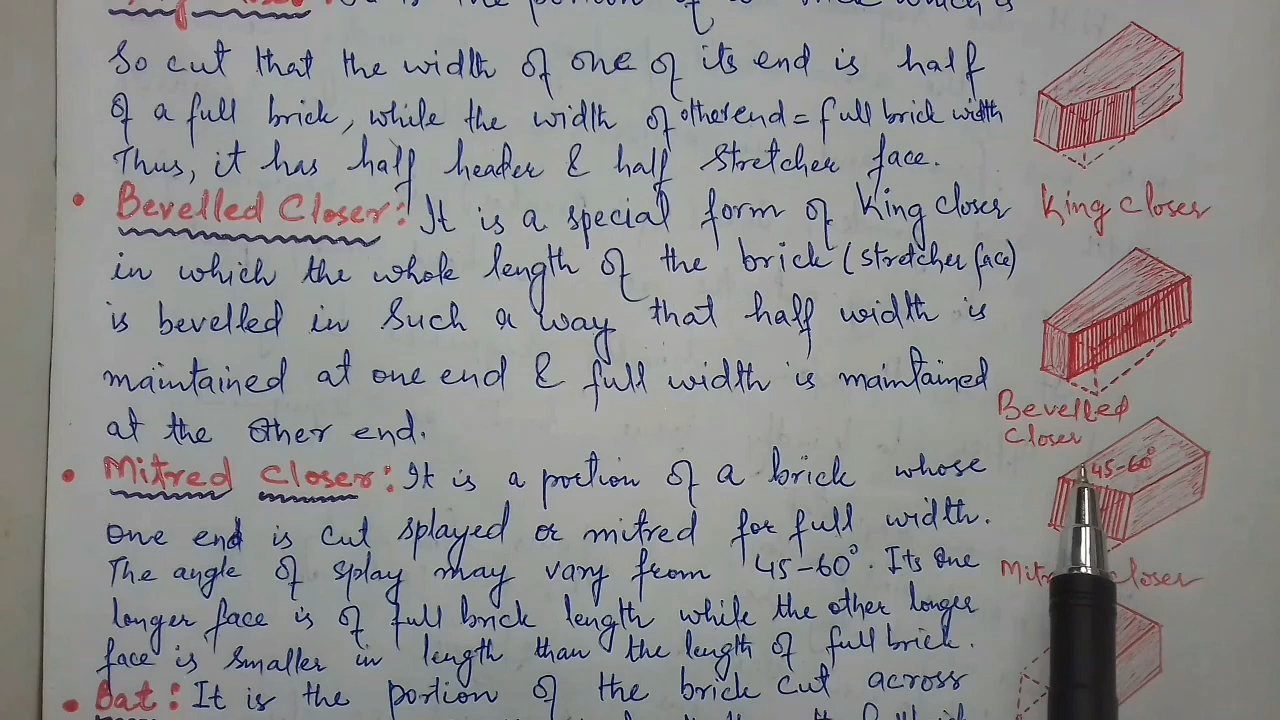 So cut that the width of one of its end is half
of a full brick, while the width of other end = full brick width
Thus, it has half header & half stretcher face.
King Closer
• Bevelled Closer: It is a special form of King closer
in which the whole length of the brick (stretcher face)
is bevelled in such a way that half width is
maintained at one end & full width is maintained
at the other end.
Bevelled
Closer
• Mitred Closer: It is a portion of a brick whose
one end is cut splayed or mitred for full width.
The angle of splay may vary from 45-60°. Its one
longer face is of full brick length while the other longer
face is smaller in length than the length of full brick.
45-60°
Closer
• Bat: It is the portion of the brick cut across